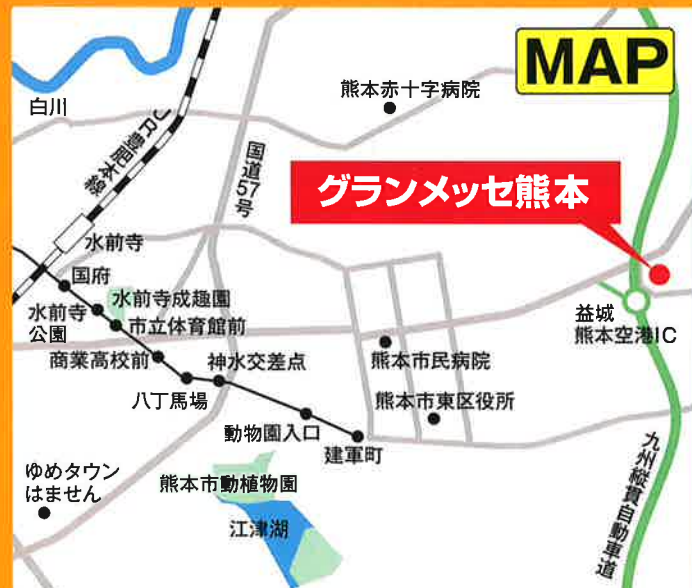 MAP
白川
熊本赤十字病院
JR豊肥本線
国道57号
グランメッセ熊本
水前寺
国府
水前寺成趣園
水前寺
公園
市立体育館前
益城
熊本空港IC
商業高校前
神水交差点
熊本市民病院
八丁馬場
熊本市東区役所
動物園入口
建軍町
九州縦貫自動車道
ゆめタウン
はません
熊本市動植物園
江津湖